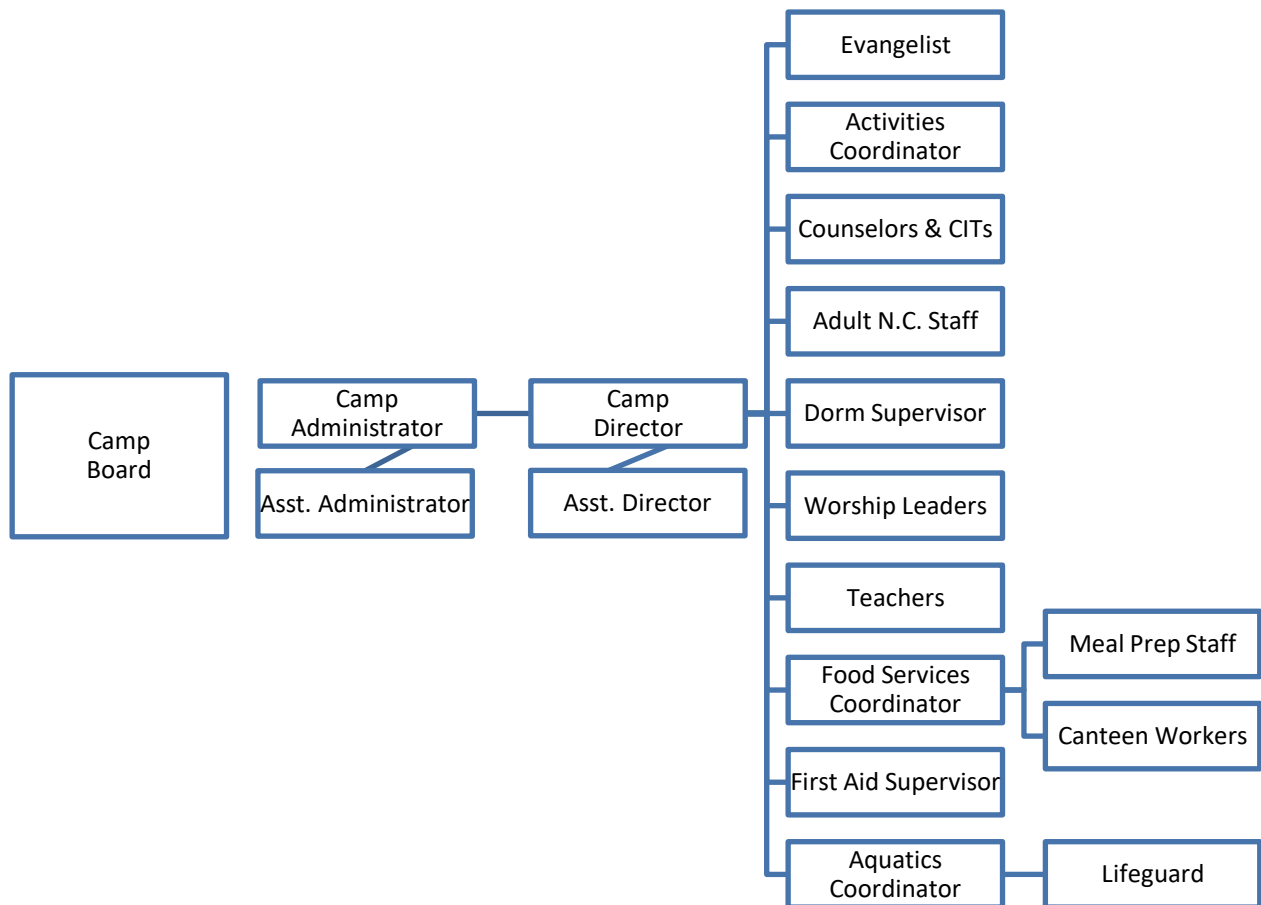 Camp
Board
Camp
Administrator
Asst. Administrator
Camp
Director
Asst. Director
Evangelist
Activities
Coordinator
Counselors & CITs
Adult N.C. Staff
Dorm Supervisor
Worship Leaders
Teachers
Food Services
Coordinator
Meal Prep Staff
Canteen Workers
First Aid Supervisor
Aquatics
Coordinator
Lifeguard